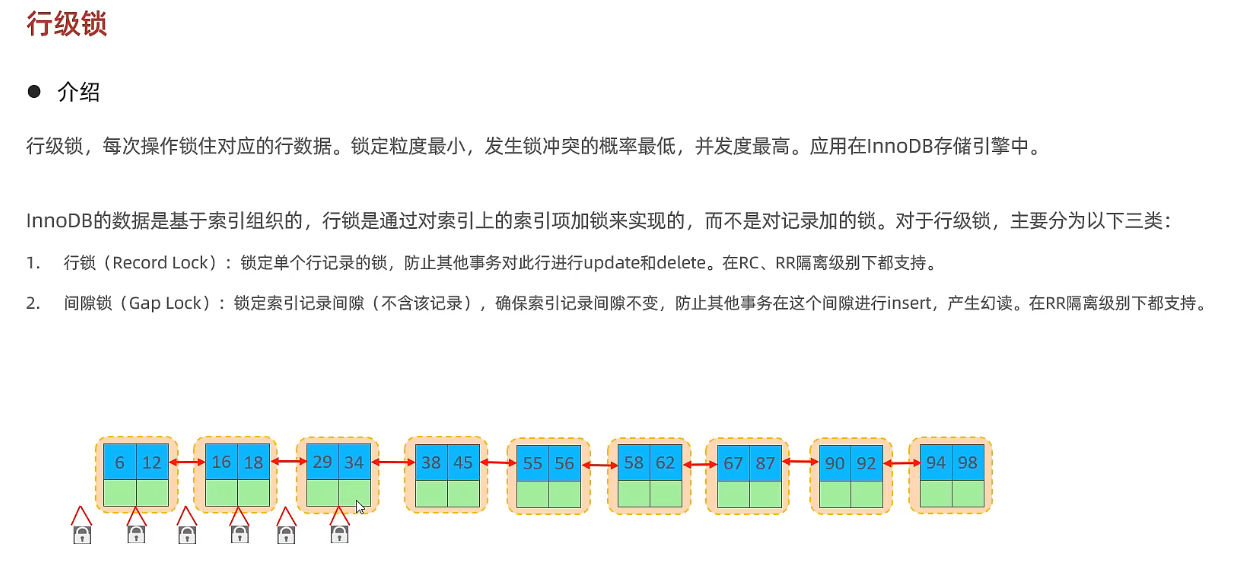 行级锁
● 介绍
行级锁，每次操作锁住对应的行数据。锁定粒度最小，发生锁冲突的概率最低，并发度最高。应用在InnoDB存储引擎中。
InnoDB的数据是基于索引组织的，行锁是通过对索引上的索引项加锁来实现的，而不是对记录加的锁。对于行级锁，主要分为以下三类：
1. 行锁（Record Lock）：锁定单个行记录的锁，防止其他事务对此行进行update和delete。在RC、RR隔离级别下都支持。
2. 间隙锁（Gap Lock）：锁定索引记录间隙（不含该记录），确保索引记录间隙不变，防止其他事务在这个间隙进行insert，产生幻读。在RR隔离级别下都支持。
6 12 16 18 29 34 38 45 55 56 58 62 67 87 90 92 94 98